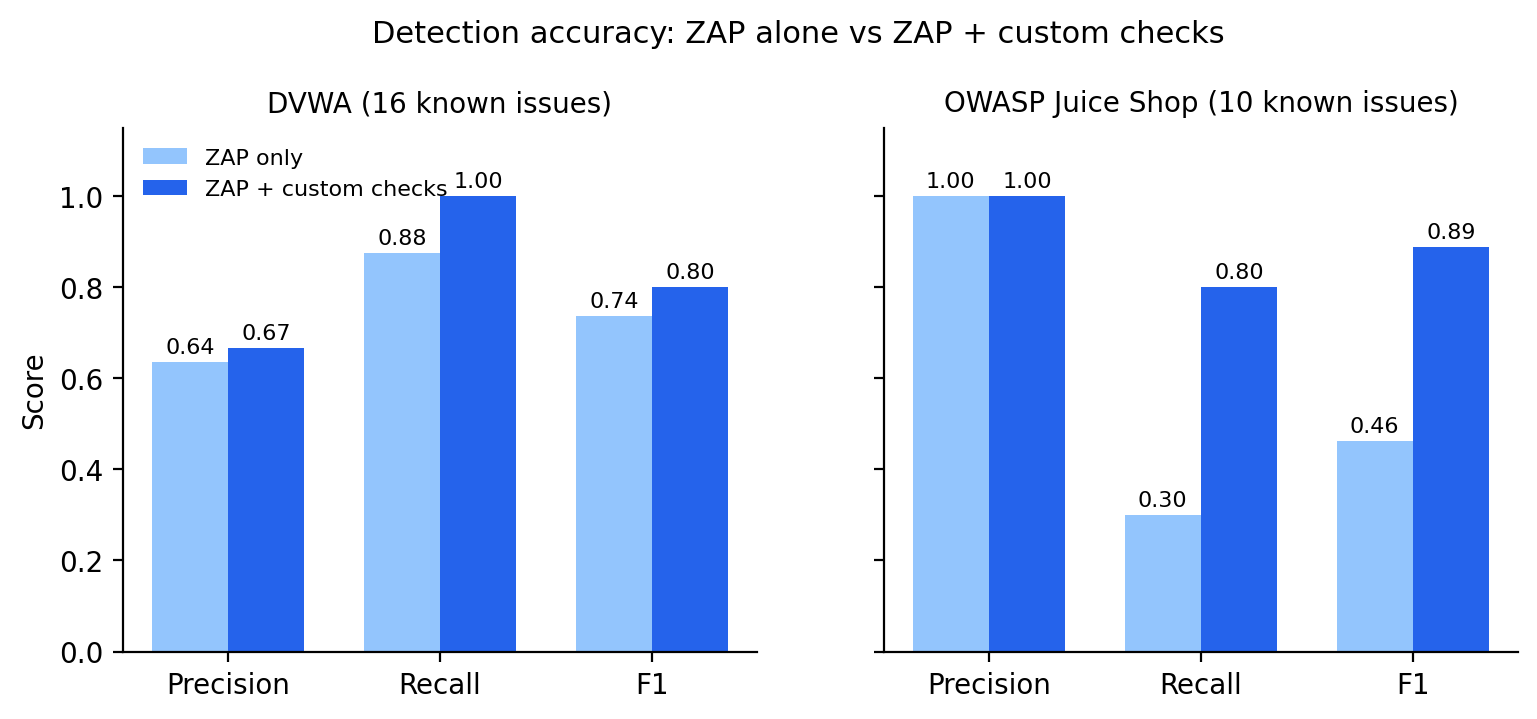 Detection accuracy: ZAP alone vs ZAP + custom checks
DVWA (16 known issues)
ZAP only
ZAP + custom checks
Score
1.0
0.8
0.6
0.4
0.2
0.0
0.64
0.67
0.88
1.00
0.74
0.80
Precision
Recall
F1
OWASP Juice Shop (10 known issues)
1.00
1.00
0.30
0.80
0.46
0.89
Precision
Recall
F1